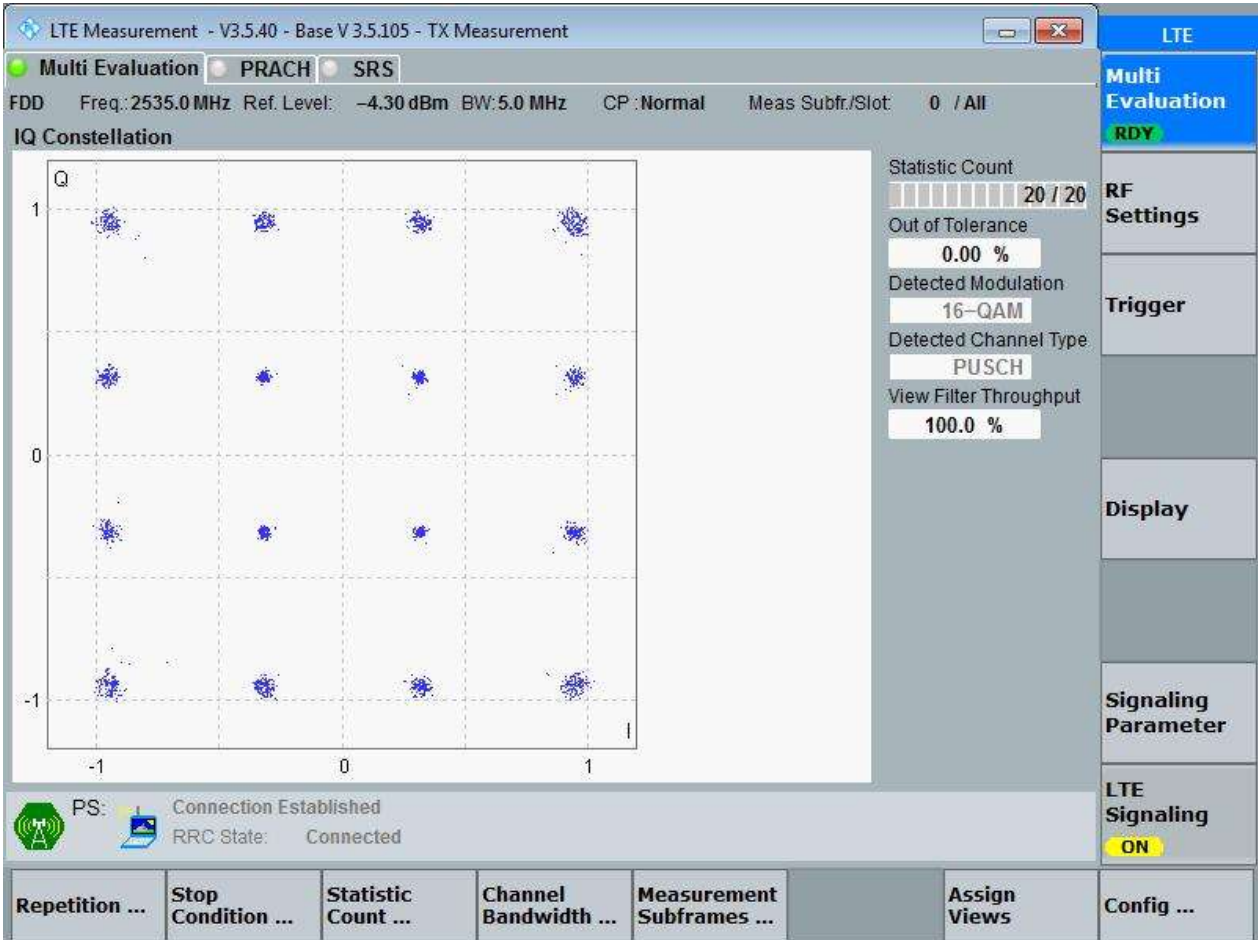 LTE Measurement - V3.5.40 - Base V 3.5.105 - TX Measurement
LTE
Multi Evaluation PRACH SRS
Multi
Evaluation
RDY
FDD Freq.: 2535.0 MHz Ref. Level: −4.30 dBm BW: 5.0 MHz CP : Normal Meas Subfr./Slot: 0 / All
IQ Constellation
Q
1
0
-1
I
-1 0 1
Statistic Count
20 / 20
Out of Tolerance
0.00 %
Detected Modulation
16−QAM
Detected Channel Type
PUSCH
View Filter Throughput
100.0 %
RF
Settings
Trigger
Display
Signaling
Parameter
LTE
Signaling
ON
PS: Connection Established
RRC State: Connected
Repetition ...
Stop
Condition ...
Statistic
Count ...
Channel
Bandwidth ...
Measurement
Subframes ...
Assign
Views
Config ...